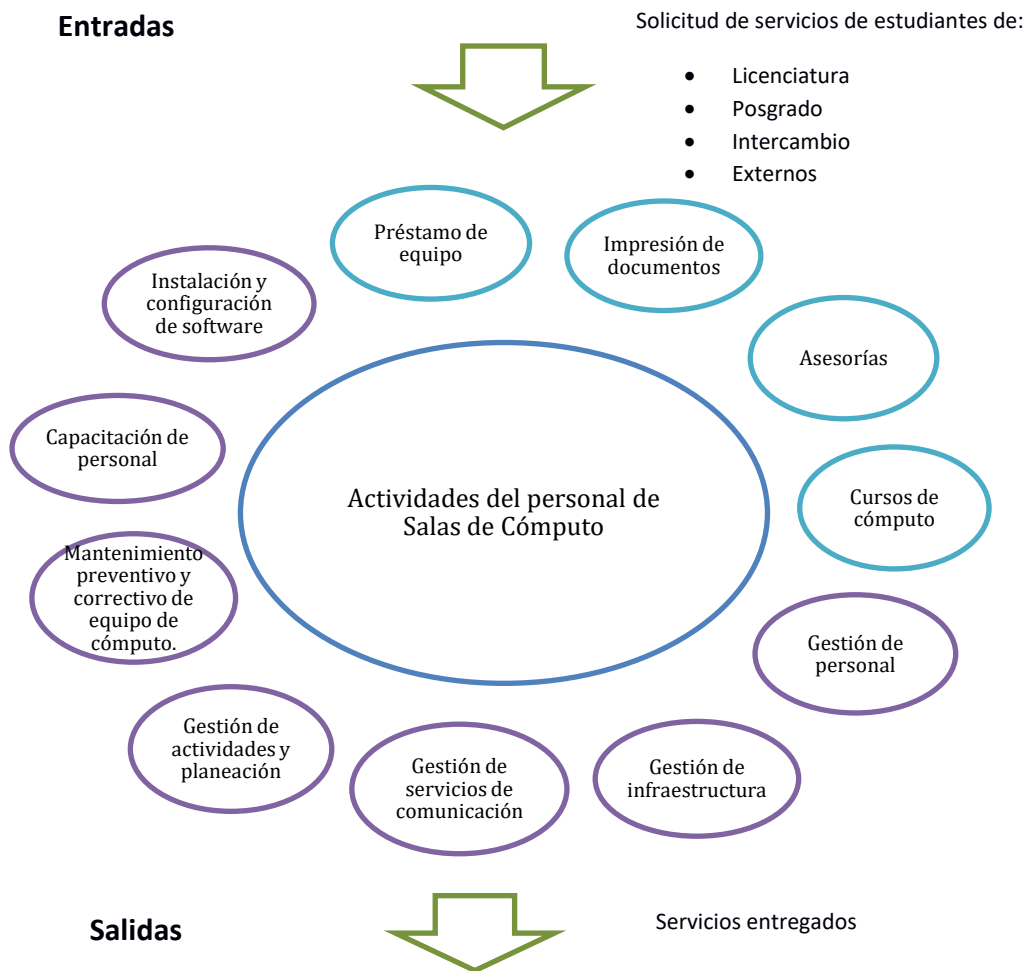 Entradas
Solicitud de servicios de estudiantes de:
• Licenciatura
• Posgrado
• Intercambio
• Externos
Préstamo de
equipo
Impresión de
documentos
Asesorías
Cursos de
cómputo
Gestión de
personal
Gestión de
infraestructura
Gestión de
servicios de
comunicación
Gestión de
actividades y
planeación
Mantenimiento
preventivo y
correctivo de
equipo de
cómputo.
Capacitación de
personal
Instalación y
configuración
de software
Actividades del personal de
Salas de Cómputo
Salidas
Servicios entregados